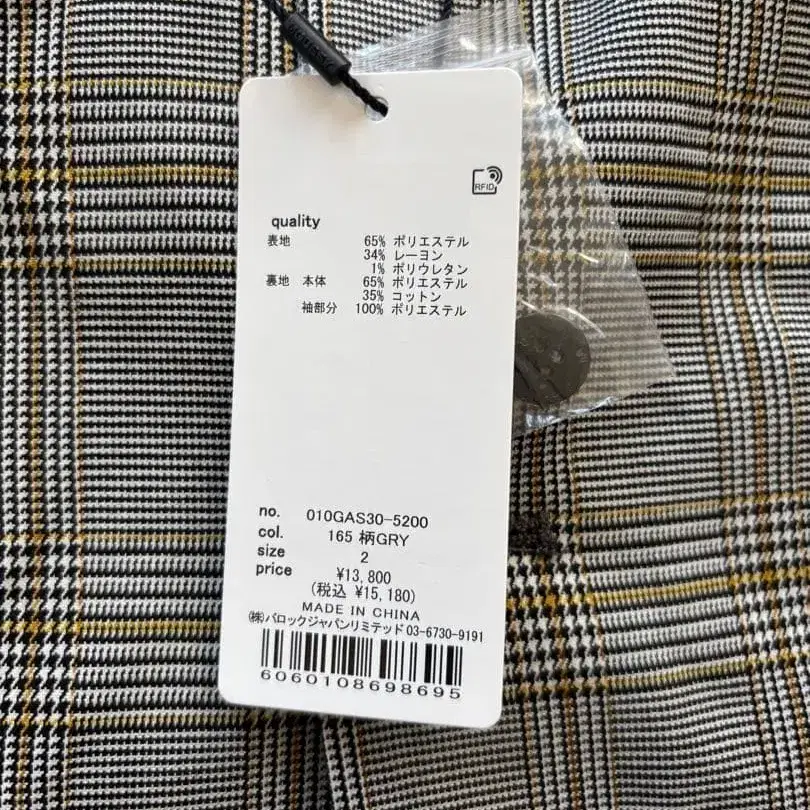 RFID
quality
表地 65% ポリエステル
34% レーヨン
1% ポリウレタン
裏地 本体 65% ポリエステル
35% コットン
袖部分 100% ポリエステル
no. 010GAS30-5200
col. 165 柄GRY
size 2
price ¥13,800
(税込 ¥15,180)
MADE IN CHINA
㈱バロックジャパンリミテッド 03-6730-9191
6060108698695